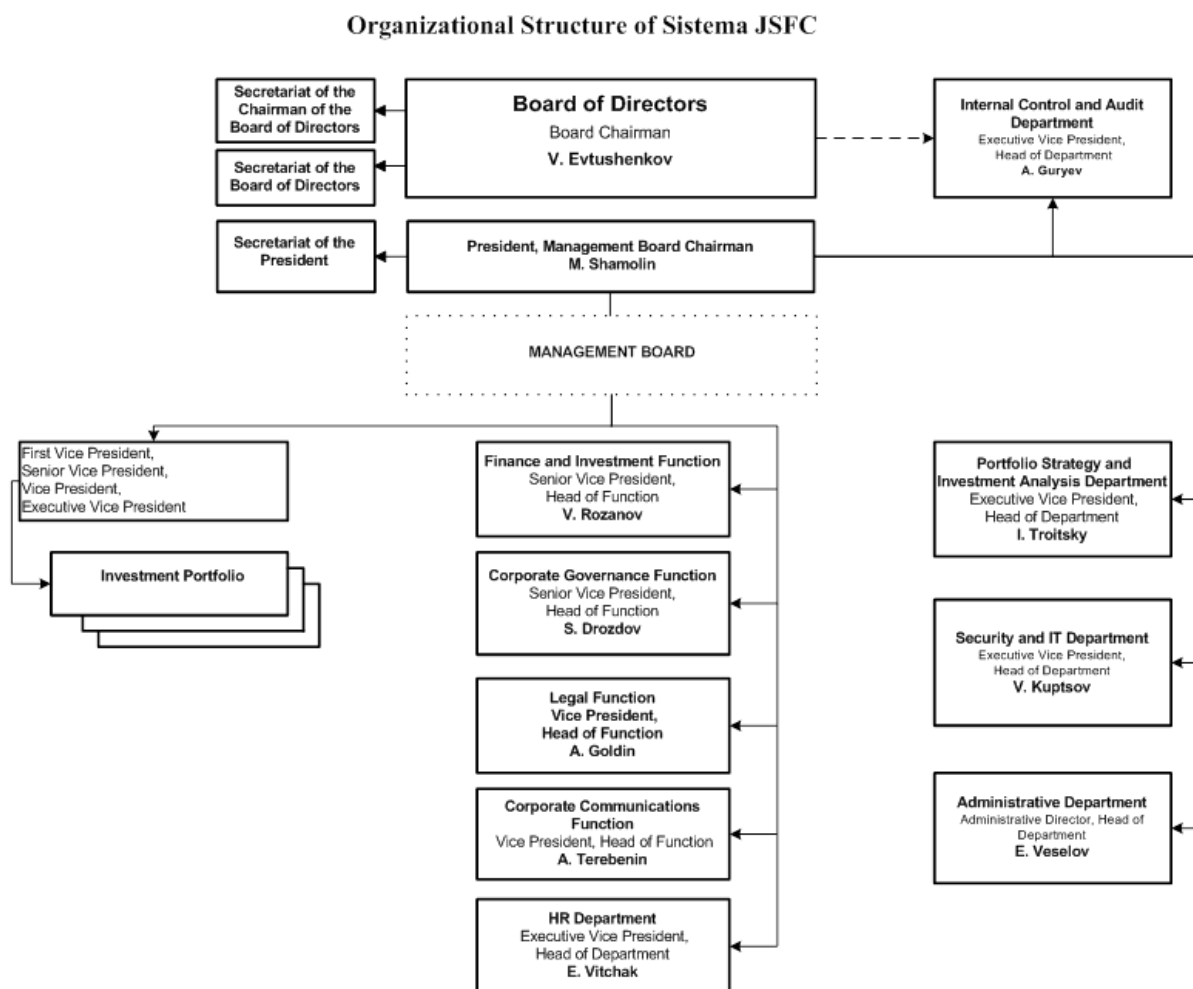 Organizational Structure of Sistema JSFC
Secretariat of the
Chairman of the
Board of Directors
Secretariat of the
Board of Directors
Board of Directors
Board Chairman
V. Evtushenkov
Internal Control and Audit
Department
Executive Vice President,
Head of Department
A. Guryev
Secretariat of the
President
President, Management Board Chairman
M. Shamolin
MANAGEMENT BOARD
First Vice President,
Senior Vice President,
Vice President,
Executive Vice President
Investment Portfolio
Finance and Investment Function
Senior Vice President,
Head of Function
V. Rozanov
Corporate Governance Function
Senior Vice President,
Head of Function
S. Drozdov
Legal Function
Vice President,
Head of Function
A. Goldin
Corporate Communications
Function
Vice President, Head of Function
A. Terebenin
HR Department
Executive Vice President,
Head of Department
E. Vitchak
Portfolio Strategy and
Investment Analysis Department
Executive Vice President,
Head of Department
I. Troitsky
Security and IT Department
Executive Vice President,
Head of Department
V. Kuptsov
Administrative Department
Administrative Director, Head of
Department
E. Veselov